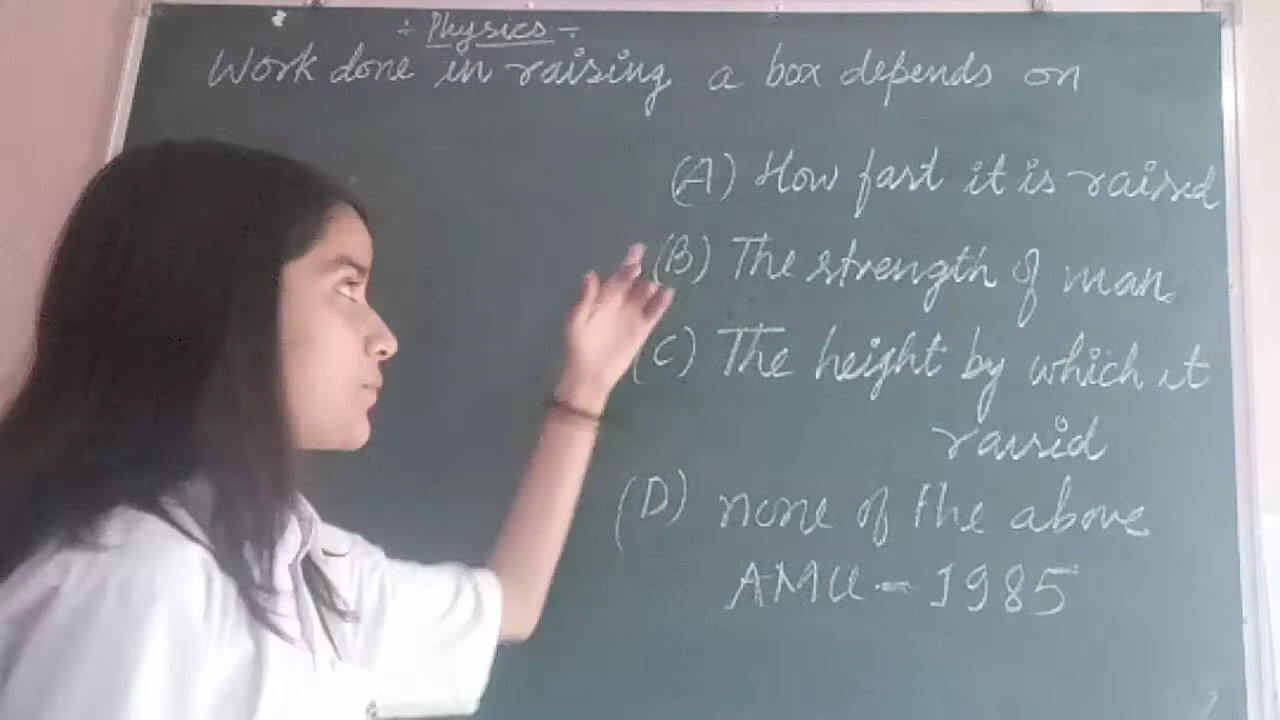 ÷ Physics ÷
Work done in raising a box depends on
(A) How fast it is raised
(B) The strength of man
(C) The height by which it
raisid
(D) none of the above
AMU - 1985